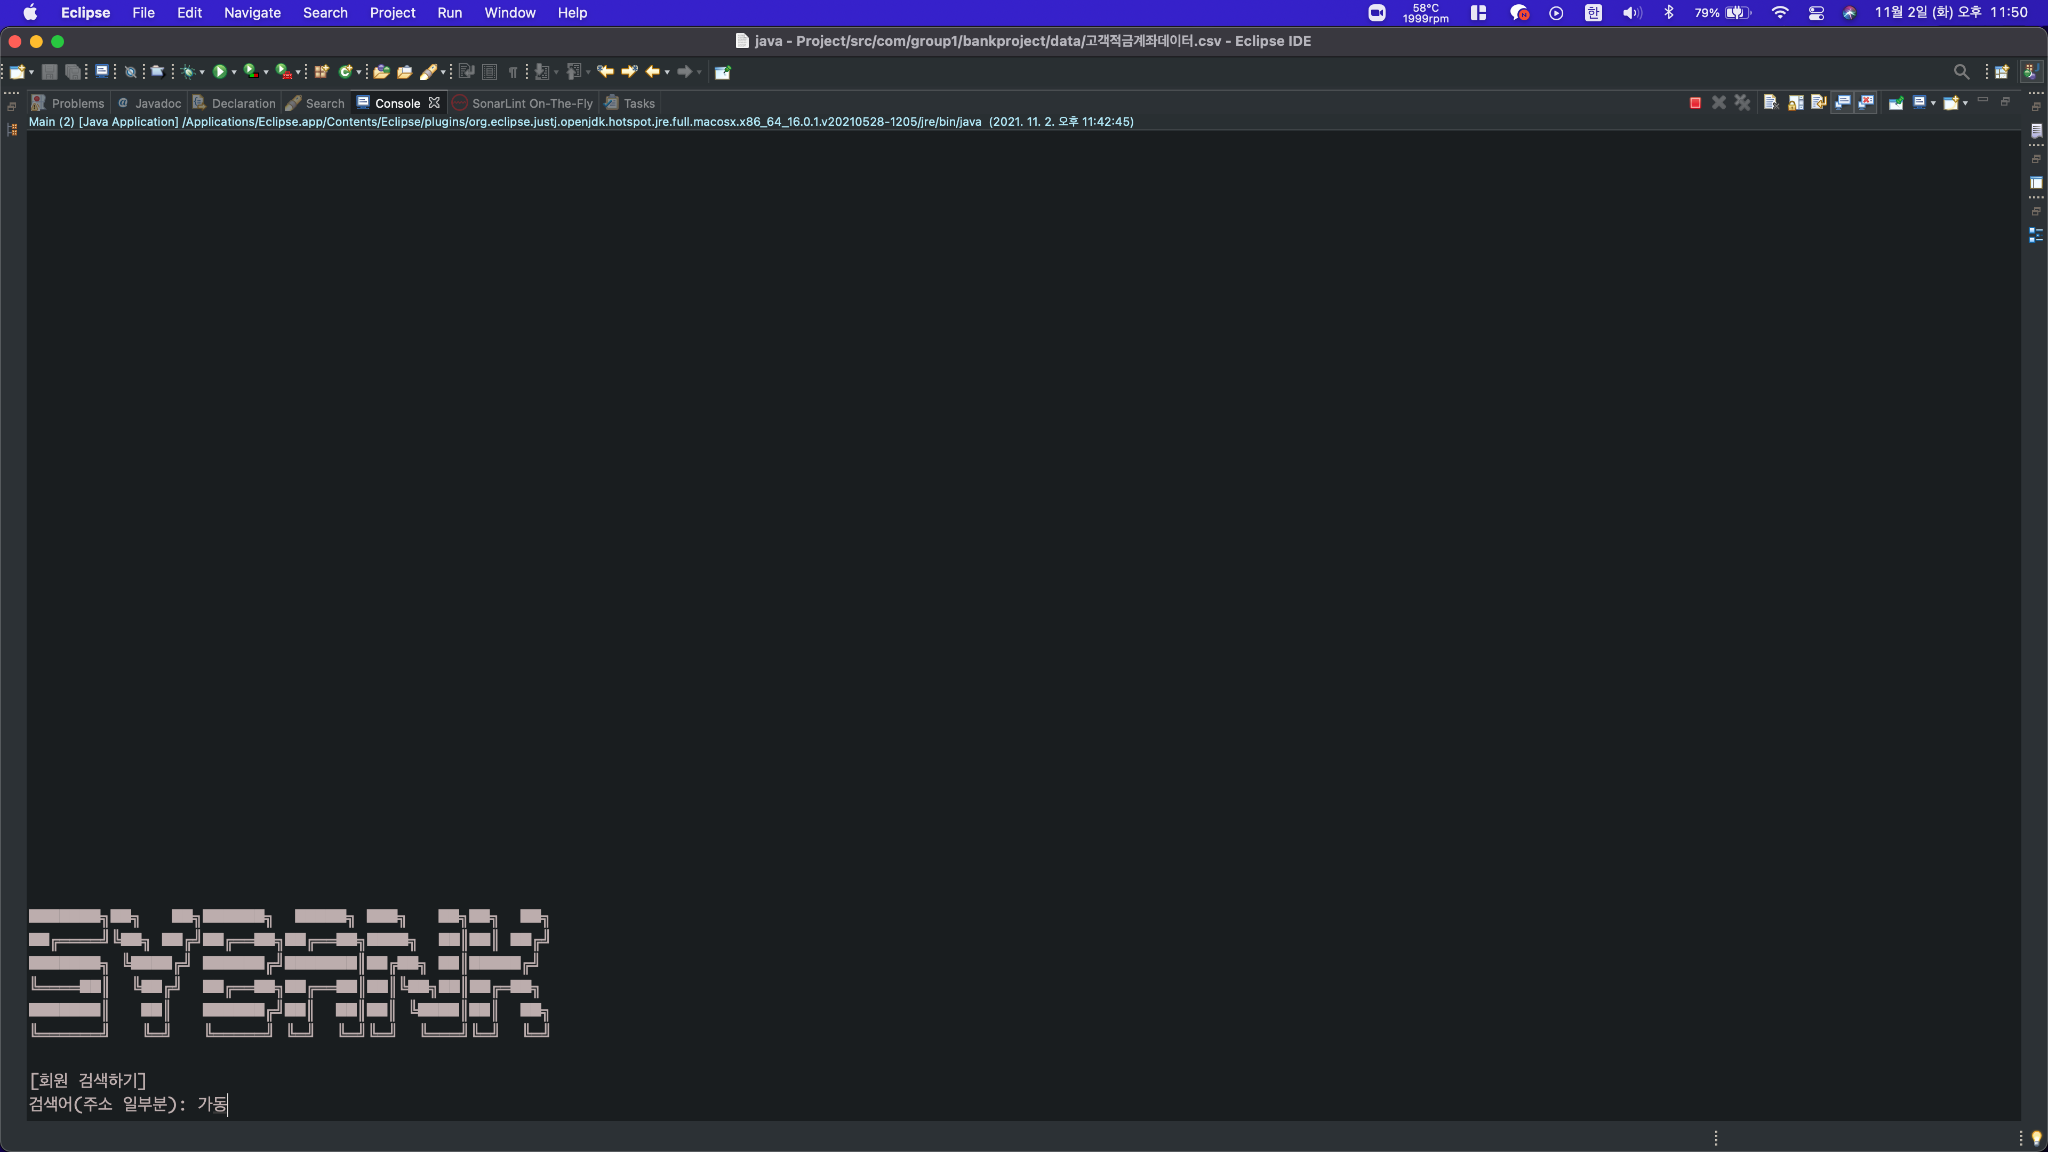 Eclipse File Edit Navigate Search Project Run Window Help 58°C 1999rpm 한 79% 11월 2일 (화) 오후 11:50
java - Project/src/com/group1/bankproject/data/고객적금계좌데이터.csv - Eclipse IDE
Problems @ Javadoc Declaration Search Console SonarLint On-The-Fly Tasks
Main (2) [Java Application] /Applications/Eclipse.app/Contents/Eclipse/plugins/org.eclipse.justj.openjdk.hotspot.jre.full.macosx.x86_64_16.0.1.v20210528-1205/jre/bin/java (2021. 11. 2. 오후 11:42:45)
SYBANK
[회원 검색하기]
검색어(주소 일부분): 가동